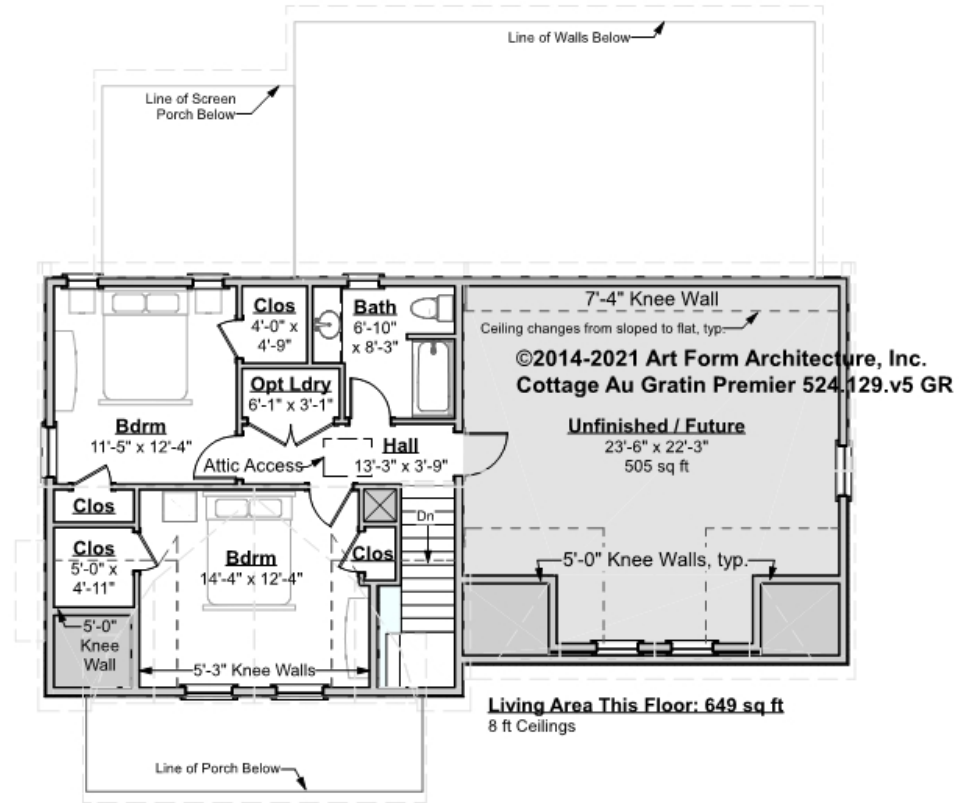 Line of Walls Below
Line of Screen
Porch Below
7'-4" Knee Wall
Ceiling changes from sloped to flat, typ.
©2014-2021 Art Form Architecture, Inc.
Cottage Au Gratin Premier 524.129.v5 GR
Clos
4'-0" x
4'-9"
Bath
6'-10"
x 8'-3"
Opt Ldry
6'-1" x 3'-1"
Bdrm
11'-5" x 12'-4"
Unfinished / Future
23'-6" x 22'-3"
505 sq ft
Hall
13'-3" x 3'-9"
Attic Access
Clos
Dn
Clos
5'-0" x
4'-11"
Bdrm
14'-4" x 12'-4"
Clos
5'-0" Knee Walls, typ.
5'-0"
Knee
Wall
5'-3" Knee Walls
Living Area This Floor: 649 sq ft
8 ft Ceilings
Line of Porch Below